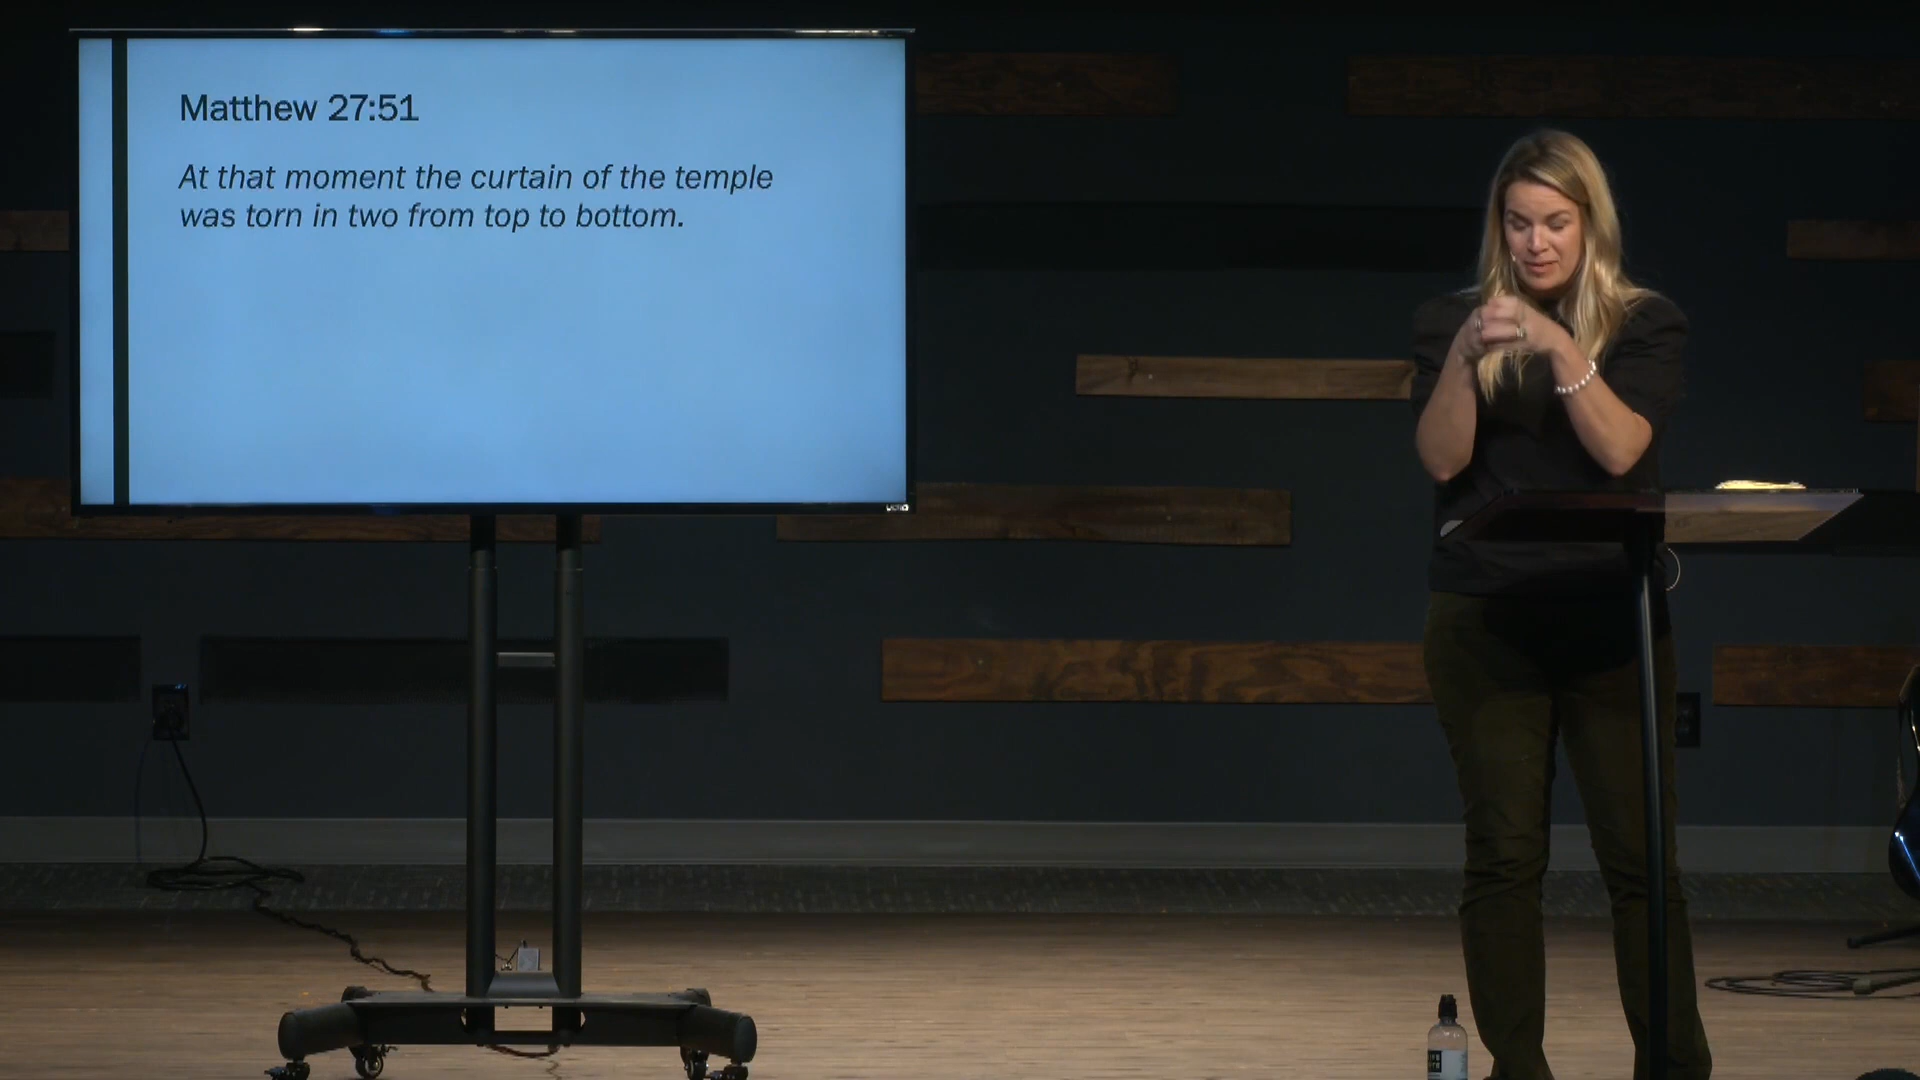 Matthew 27:51
At that moment the curtain of the temple
was torn in two from top to bottom.